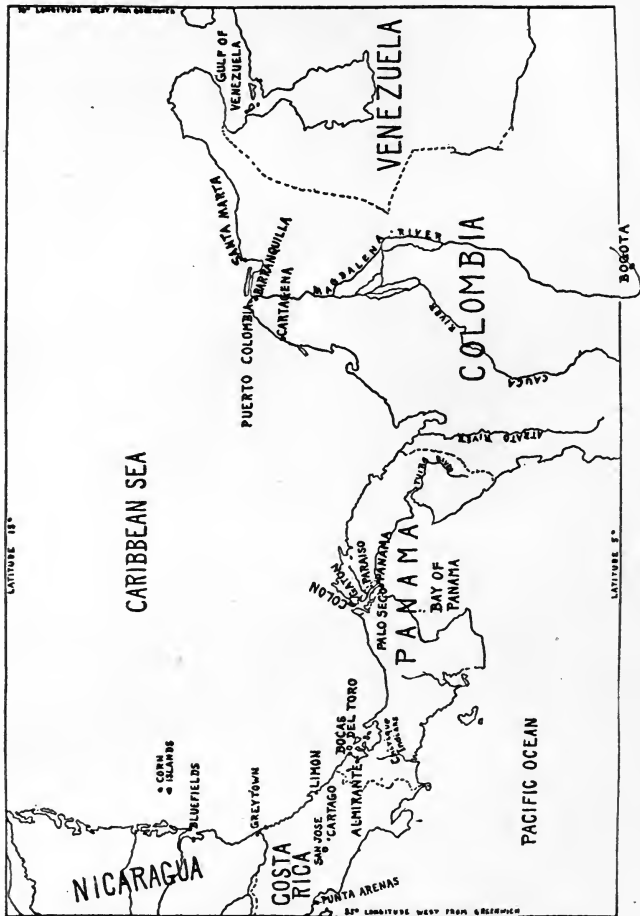 70° LONGITUDE WEST FROM GREENWICH
LATITUDE 15°
GULF OF
VENEZUELA
VENEZUELA
SANTA MARTA
BARRANQUILLA
PUERTO COLOMBIA
CARTAGENA
MAGDALENA RIVER
COLOMBIA
BOGOTA
CAUCA RIVER
ATRATO RIVER
CARIBBEAN SEA
COLON
GATUN
PARAISO
PANAMA
PALO SECO
PANAMA
BAY OF
PANAMA
LATITUDE 5°
BOCAS
DEL TORO
ALMIRANTE
CORN
ISLANDS
BLUEFIELDS
GREYTOWN
LIMON
CARTAGO
SAN JOSE
COSTA
RICA
NICARAGUA
PUNTA ARENAS
PACIFIC OCEAN
85° LONGITUDE WEST FROM GREENWICH